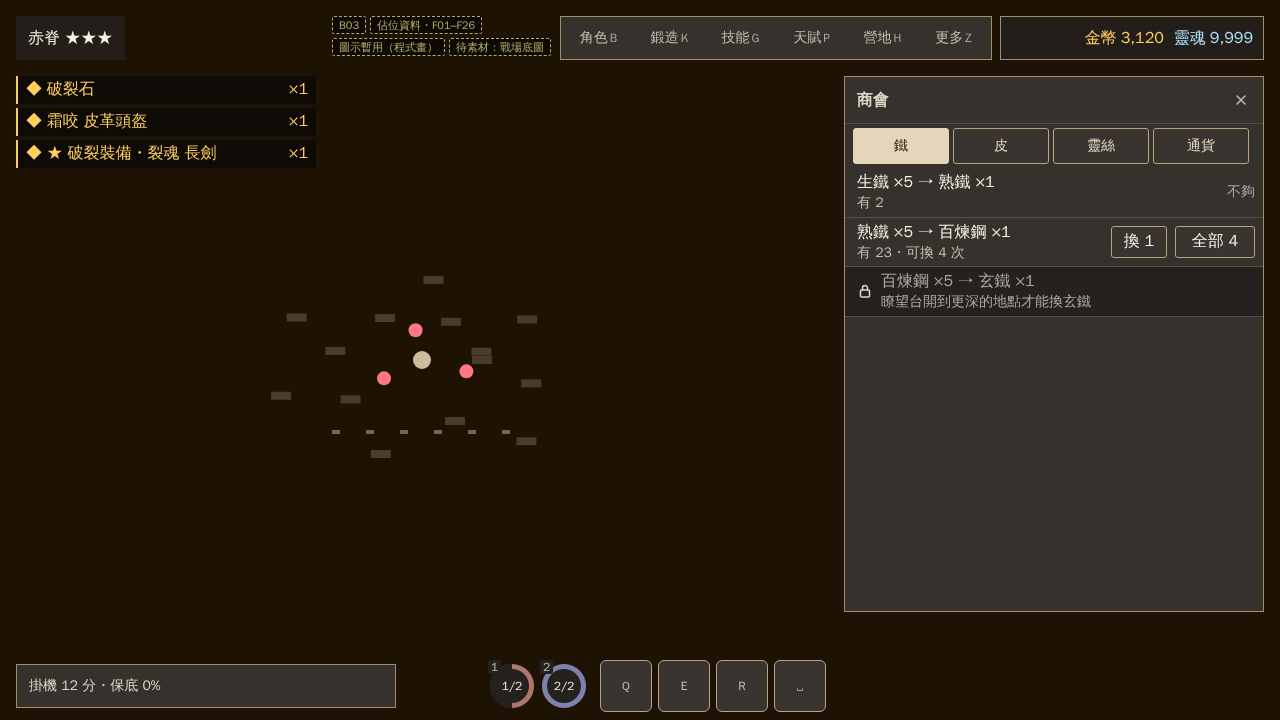 赤脊 ★★★
B03 佔位資料・F01–F26
圖示暫用（程式畫） 待素材：戰場底圖
角色B 鍛造K 技能G 天賦P 營地H 更多Z
金幣 3,120 靈魂 9,999
◆ 破裂石 ×1
◆ 霜咬 皮革頭盔 ×1
◆ ★ 破裂裝備・裂魂 長劍 ×1
商會 ×
鐵 皮 靈絲 通貨
生鐵 ×5 → 熟鐵 ×1
有 2
不夠
熟鐵 ×5 → 百煉鋼 ×1
有 23・可換 4 次
換 1 全部 4
百煉鋼 ×5 → 玄鐵 ×1
瞭望台開到更深的地點才能換玄鐵
掛機 12 分・保底 0%
1 1/2
2 2/2
Q E R ⎵